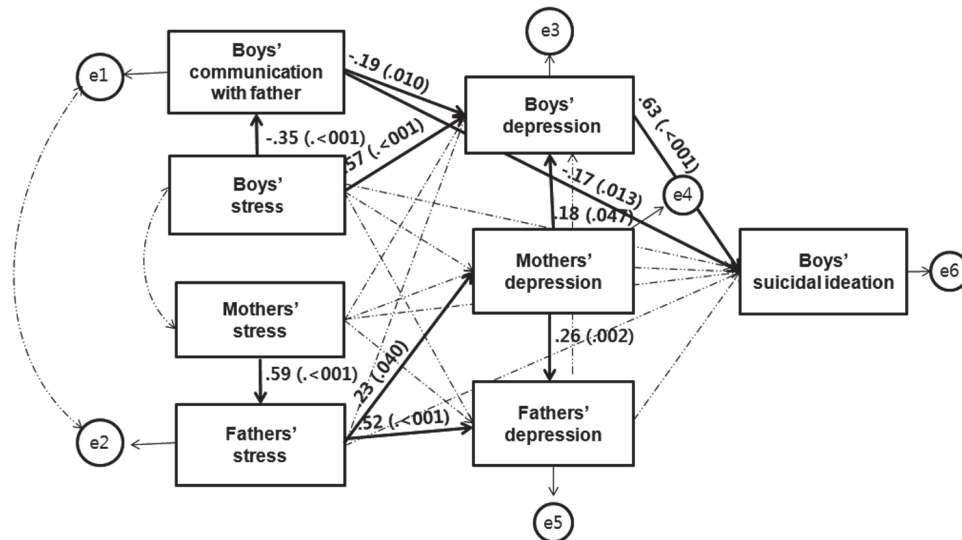 e3
Boys’
communication
with father
e1
-.19 (.010)
Boys’
depression
.63 (.<001)
-.35 (.<001)
.57 (.<001)
Boys’
stress
-.17 (.013)
e4
.18 (.047)
Mothers’
depression
Boys’
suicidal ideation
e6
Mothers’
stress
.26 (.002)
.59 (.<001)
.23 (.040)
.52 (.<001)
Fathers’
stress
e2
Fathers’
depression
e5